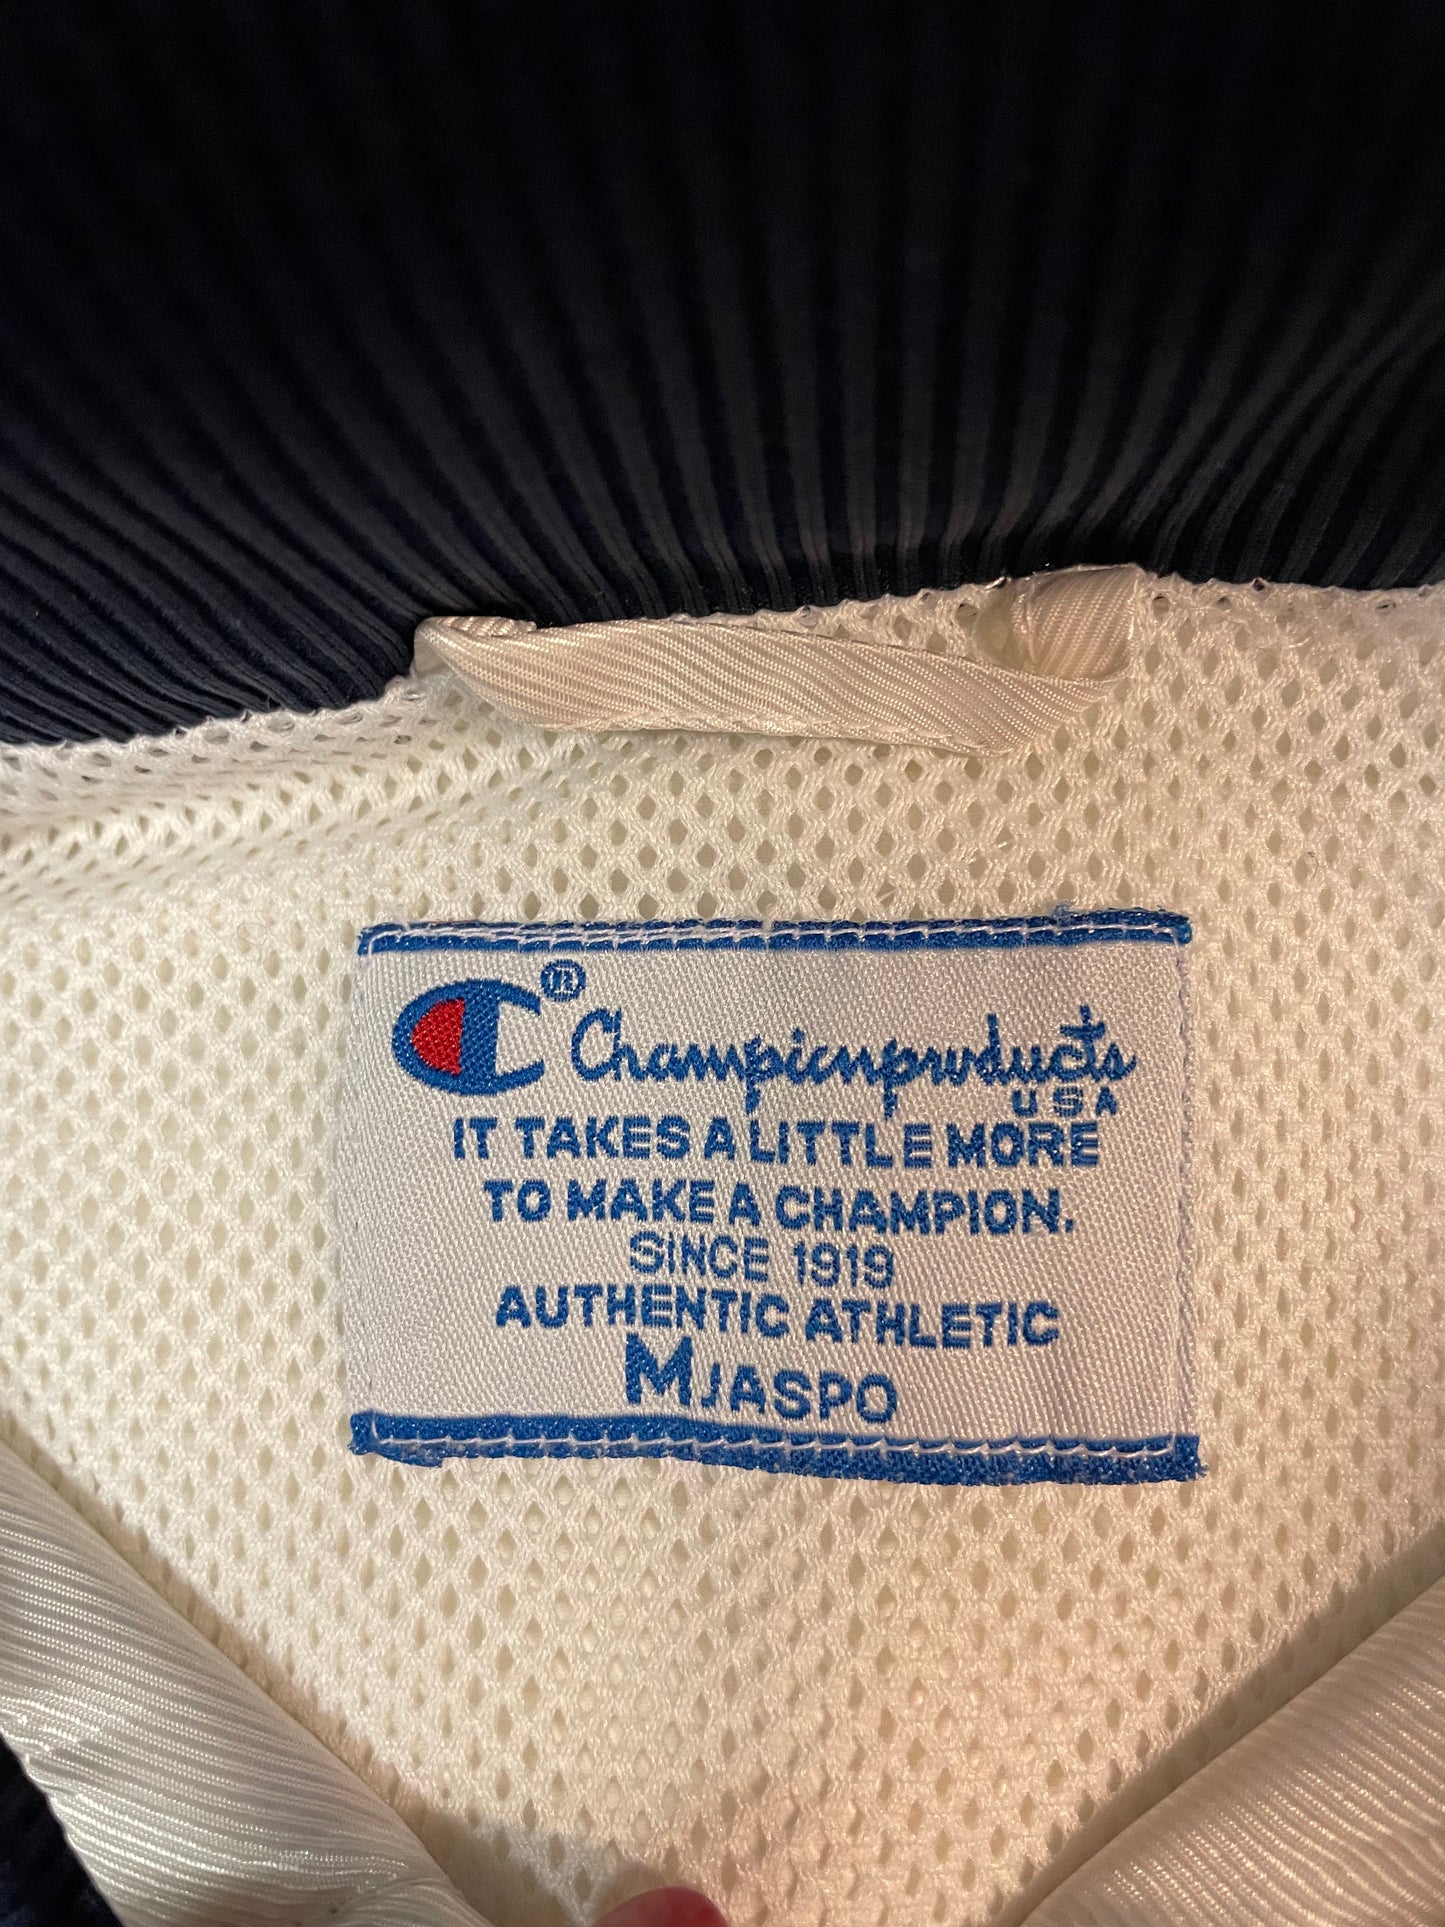 C® Championproducts
USA
IT TAKES A LITTLE MORE
TO MAKE A CHAMPION.
SINCE 1919
AUTHENTIC ATHLETIC
M JASPO